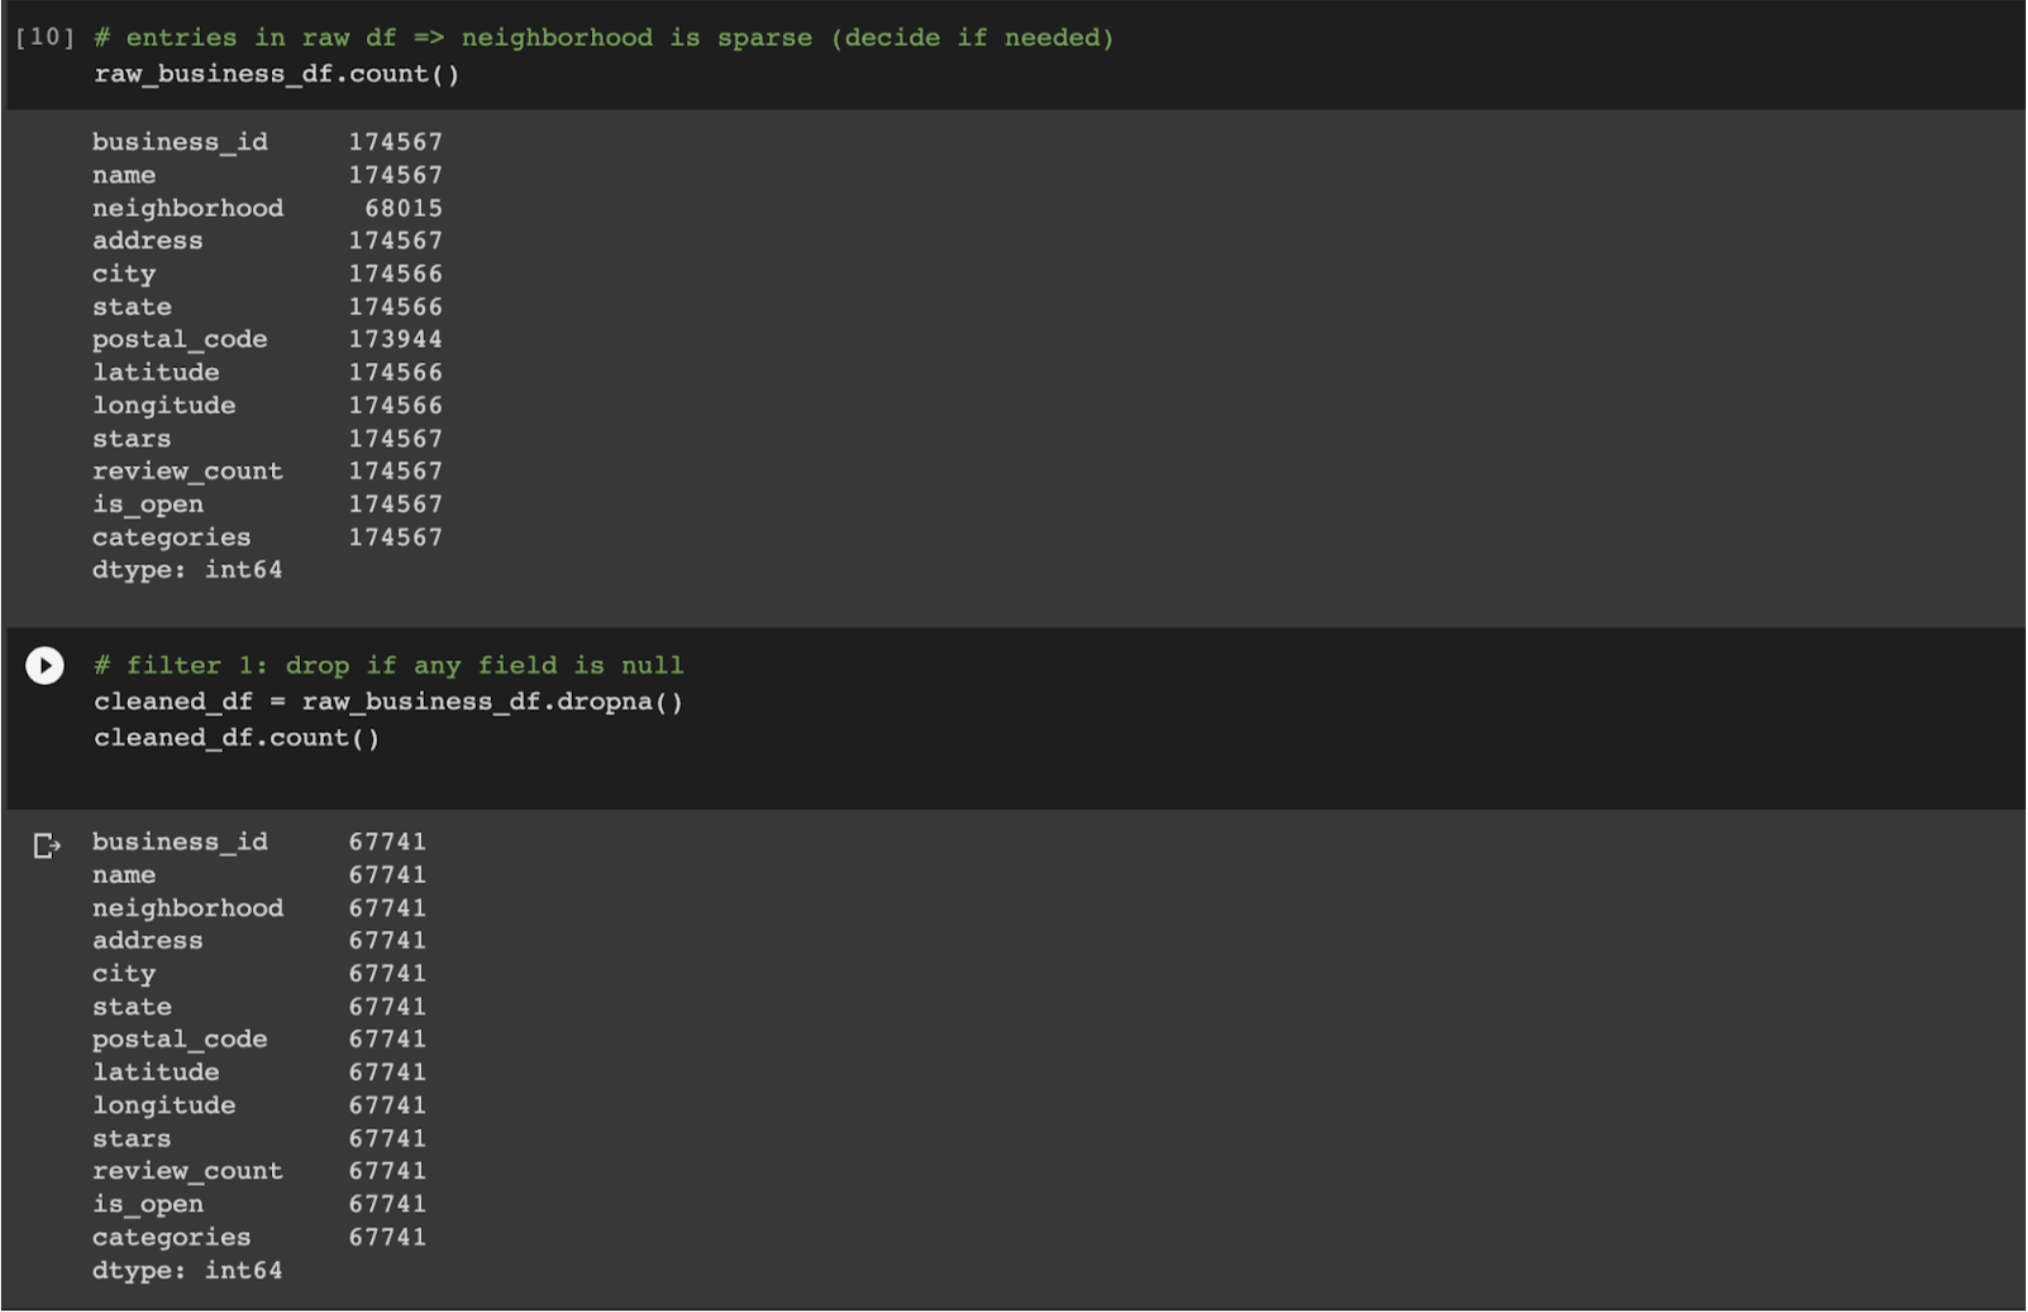 [10] # entries in raw df => neighborhood is sparse (decide if needed)
raw_business_df.count()
business_id     174567
name            174567
neighborhood     68015
address         174567
city            174566
state           174566
postal_code     173944
latitude        174566
longitude       174566
stars           174567
review_count    174567
is_open         174567
categories      174567
dtype: int64
# filter 1: drop if any field is null
cleaned_df = raw_business_df.dropna()
cleaned_df.count()
business_id     67741
name            67741
neighborhood    67741
address         67741
city            67741
state           67741
postal_code     67741
latitude        67741
longitude       67741
stars           67741
review_count    67741
is_open         67741
categories      67741
dtype: int64